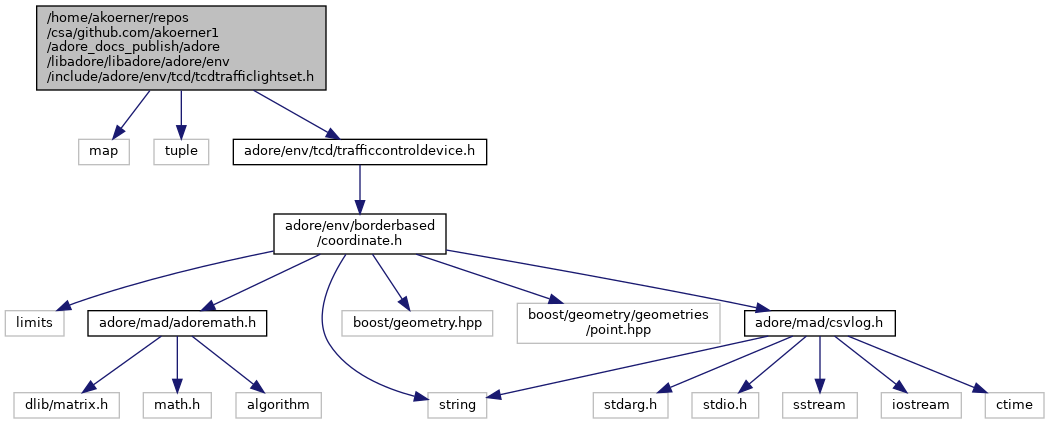 /home/akoerner/repos
/csa/github.com/akoerner1
/adore_docs_publish/adore
/libadore/libadore/adore/env
/include/adore/env/tcd/tcdtrafficlightset.h
map
tuple
adore/env/tcd/trafficcontroldevice.h
adore/env/borderbased
/coordinate.h
limits
adore/mad/adoremath.h
boost/geometry.hpp
boost/geometry/geometries
/point.hpp
adore/mad/csvlog.h
dlib/matrix.h
math.h
algorithm
string
stdarg.h
stdio.h
sstream
iostream
ctime